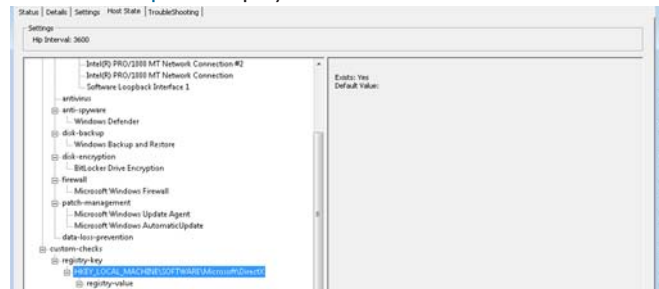 Status | Details | Settings | Host State | TroubleShooting |
Settings
Hip Interval: 3600
Intel(R) PRO/1000 MT Network Connection #2
Intel(R) PRO/1000 MT Network Connection
Software Loopback Interface 1
antivirus
anti-spyware
Windows Defender
disk-backup
Windows Backup and Restore
disk-encryption
BitLocker Drive Encryption
firewall
Microsoft Windows Firewall
patch-management
Microsoft Windows Update Agent
Microsoft Windows AutomaticUpdate
data-loss-prevention
custom-checks
registry-key
HKEY_LOCAL_MACHINE\SOFTWARE\Microsoft\DirectX
registry-value
Exists: Yes
Default Value: